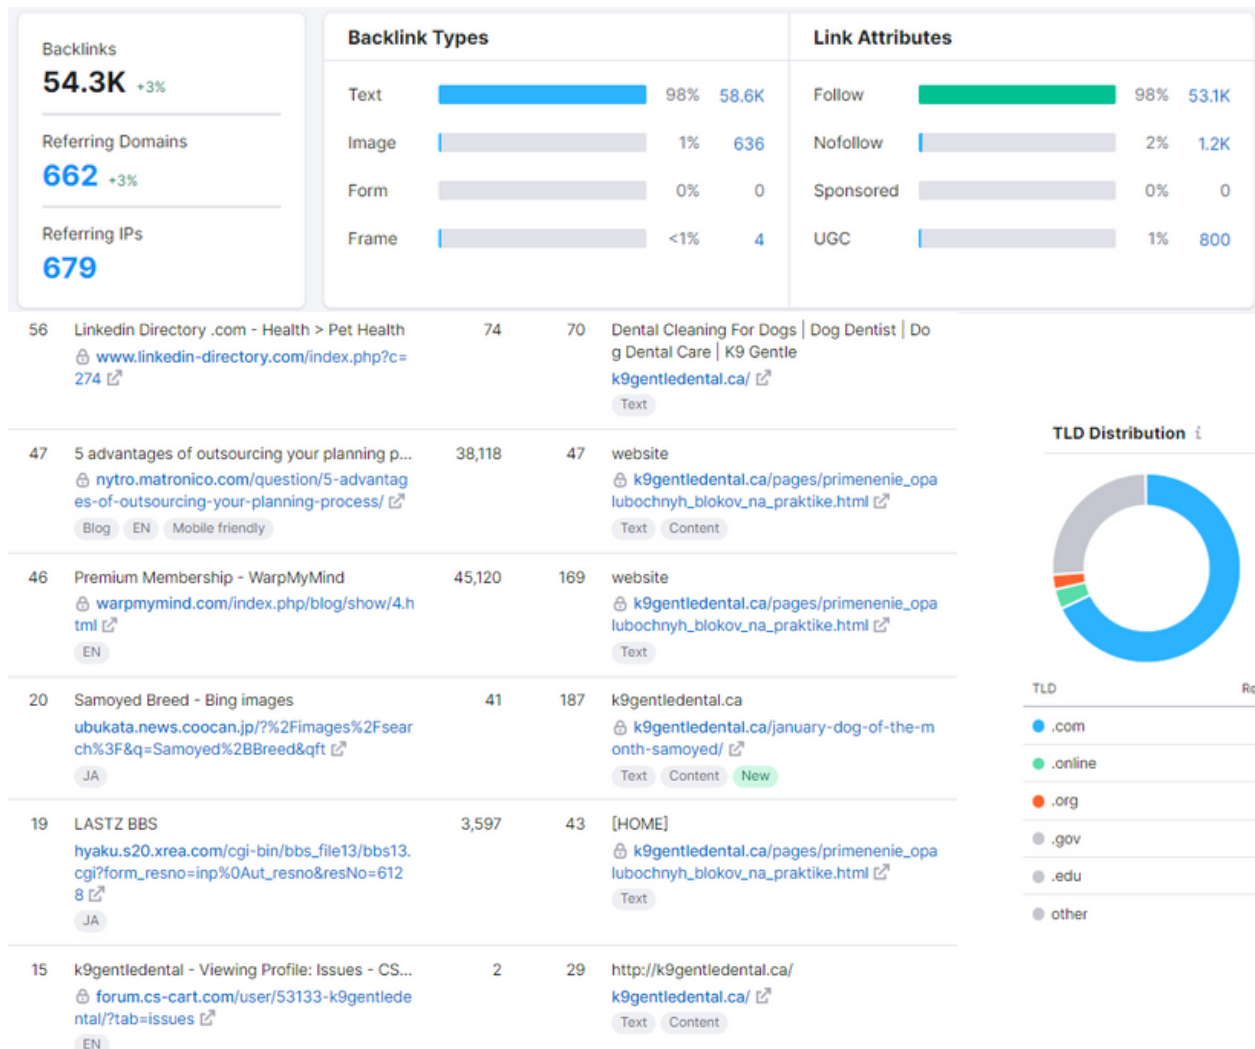 Backlinks
54.3K +3%
Referring Domains
662 +3%
Referring IPs
679
Backlink Types
Text 98% 58.6K
Image 1% 636
Form 0% 0
Frame <1% 4
Link Attributes
Follow 98% 53.1K
Nofollow 2% 1.2K
Sponsored 0% 0
UGC 1% 800
56 Linkedin Directory .com - Health > Pet Health 74 70 Dental Cleaning For Dogs | Dog Dentist | Do
g Dental Care | K9 Gentle
www.linkedin-directory.com/index.php?c=
274
k9gentledental.ca/
Text
47 5 advantages of outsourcing your planning p... 38,118 47 website
nytro.matronico.com/question/5-advantag
es-of-outsourcing-your-planning-process/
k9gentledental.ca/pages/primenenie_opa
lubochnyh_blokov_na_praktike.html
Blog EN Mobile friendly
Text Content
46 Premium Membership - WarpMyMind 45,120 169 website
warpmymind.com/index.php/blog/show/4.h
tml
k9gentledental.ca/pages/primenenie_opa
lubochnyh_blokov_na_praktike.html
EN
Text
20 Samoyed Breed - Bing images 41 187 k9gentledental.ca
ubukata.news.coocan.jp/?%2Fimages%2Fsear
ch%3F&q=Samoyed%2BBreed&qft
k9gentledental.ca/january-dog-of-the-m
onth-samoyed/
JA
Text Content New
19 LASTZ BBS 3,597 43 [HOME]
hyaku.s20.xrea.com/cgi-bin/bbs_file13/bbs13.
cgi?form_resno=inp%0Aut_resno&resNo=612
8
k9gentledental.ca/pages/primenenie_opa
lubochnyh_blokov_na_praktike.html
JA
Text
15 k9gentledental - Viewing Profile: Issues - CS... 2 29 http://k9gentledental.ca/
forum.cs-cart.com/user/53133-k9gentlede
ntal/?tab=issues
k9gentledental.ca/
EN
Text Content
TLD Distribution i
TLD Re
.com
.online
.org
.gov
.edu
other